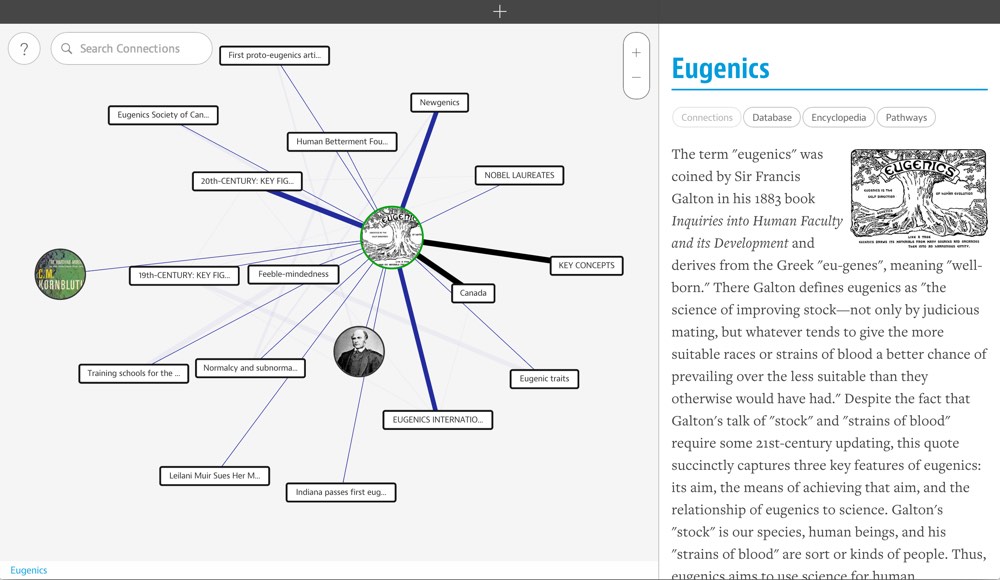 +
?
Search Connections
+
−
First proto-eugenics arti...
Newgenics
Eugenics Society of Can...
Human Betterment Fou...
20th-CENTURY: KEY FIG...
NOBEL LAUREATES
EUGENICS
KEY CONCEPTS
C.M.
KORNBLUT
19th-CENTURY: KEY FIG...
Feeble-mindedness
Canada
Training schools for the ...
Normalcy and subnorma...
Eugenic traits
EUGENICS INTERNATIO...
Leilani Muir Sues Her M...
Indiana passes first eug...
Eugenics
Eugenics
Connections
Database
Encyclopedia
Pathways
EUGENICS
The term "eugenics" was
coined by Sir Francis
Galton in his 1883 book
Inquiries into Human Faculty
and its Development and
derives from the Greek "eu-genes", meaning "well-
born." There Galton defines eugenics as "the
science of improving stock—not only by judicious
mating, but whatever tends to give the more
suitable races or strains of blood a better chance of
prevailing over the less suitable than they
otherwise would have had." Despite the fact that
Galton's talk of "stock" and "strains of blood"
require some 21st-century updating, this quote
succinctly captures three key features of eugenics:
its aim, the means of achieving that aim, and the
relationship of eugenics to science. Galton's
"stock" is our species, human beings, and his
"strains of blood" are sort or kinds of people. Thus,
eugenics aims to use science for human